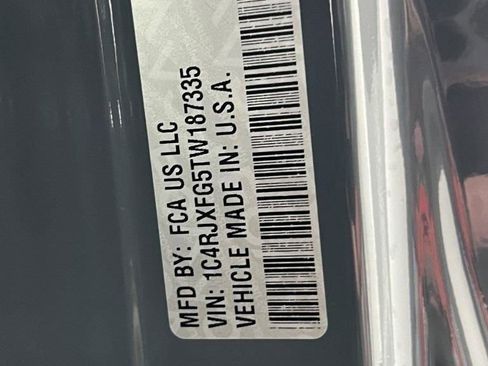 MFD BY: FCA US LLC
VIN: 1C4RJXFG5TW187335
VEHICLE MADE IN: U.S.A.